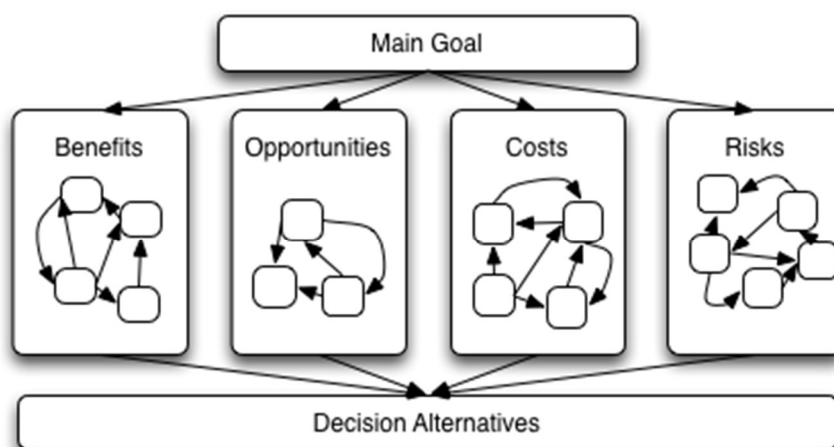 Main Goal
Benefits
Opportunities
Costs
Risks
Decision Alternatives